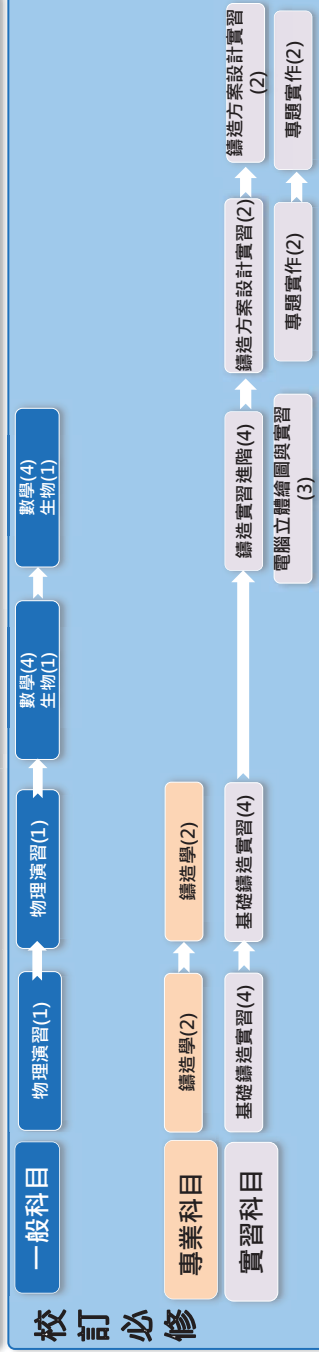 校訂必修
一般科目
物理演習(1)
物理演習(1)
數學(4)
生物(1)
數學(4)
生物(1)
專業科目
鑄造學(2)
鑄造學(2)
實習科目
基礎鑄造實習(4)
基礎鑄造實習(4)
鑄造實習進階(4)
鑄造方案設計實習(2)
鑄造方案設計實習
(2)
電腦立體繪圖與實習
(3)
專題實作(2)
專題實作(2)